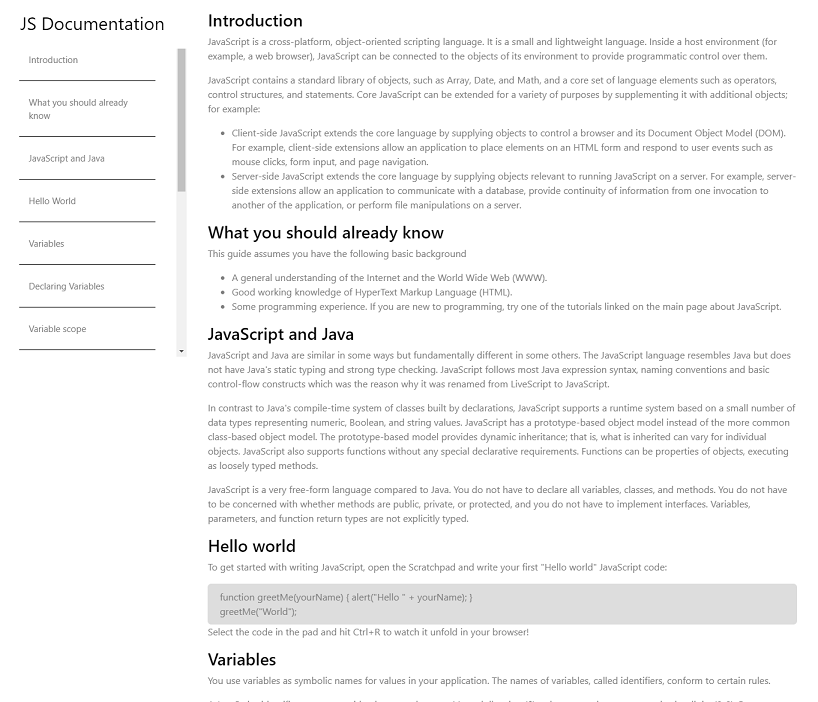 JS Documentation
Introduction
What you should already
know
JavaScript and Java
Hello World
Variables
Declaring Variables
Variable scope
Introduction
JavaScript is a cross-platform, object-oriented scripting language. It is a small and lightweight language. Inside a host environment (for
example, a web browser), JavaScript can be connected to the objects of its environment to provide programmatic control over them.
JavaScript contains a standard library of objects, such as Array, Date, and Math, and a core set of language elements such as operators,
control structures, and statements. Core JavaScript can be extended for a variety of purposes by supplementing it with additional objects;
for example:
• Client-side JavaScript extends the core language by supplying objects to control a browser and its Document Object Model (DOM).
For example, client-side extensions allow an application to place elements on an HTML form and respond to user events such as
mouse clicks, form input, and page navigation.
• Server-side JavaScript extends the core language by supplying objects relevant to running JavaScript on a server. For example, server-
side extensions allow an application to communicate with a database, provide continuity of information from one invocation to
another of the application, or perform file manipulations on a server.
What you should already know
This guide assumes you have the following basic background
• A general understanding of the Internet and the World Wide Web (WWW).
• Good working knowledge of HyperText Markup Language (HTML).
• Some programming experience. If you are new to programming, try one of the tutorials linked on the main page about JavaScript.
JavaScript and Java
JavaScript and Java are similar in some ways but fundamentally different in some others. The JavaScript language resembles Java but does
not have Java's static typing and strong type checking. JavaScript follows most Java expression syntax, naming conventions and basic
control-flow constructs which was the reason why it was renamed from LiveScript to JavaScript.
In contrast to Java's compile-time system of classes built by declarations, JavaScript supports a runtime system based on a small number of
data types representing numeric, Boolean, and string values. JavaScript has a prototype-based object model instead of the more common
class-based object model. The prototype-based model provides dynamic inheritance; that is, what is inherited can vary for individual
objects. JavaScript also supports functions without any special declarative requirements. Functions can be properties of objects, executing
as loosely typed methods.
JavaScript is a very free-form language compared to Java. You do not have to declare all variables, classes, and methods. You do not have
to be concerned with whether methods are public, private, or protected, and you do not have to implement interfaces. Variables,
parameters, and function return types are not explicitly typed.
Hello world
To get started with writing JavaScript, open the Scratchpad and write your first "Hello world" JavaScript code:
function greetMe(yourName) { alert("Hello " + yourName); }
greetMe("World");
Select the code in the pad and hit Ctrl+R to watch it unfold in your browser!
Variables
You use variables as symbolic names for values in your application. The names of variables, called identifiers, conform to certain rules.